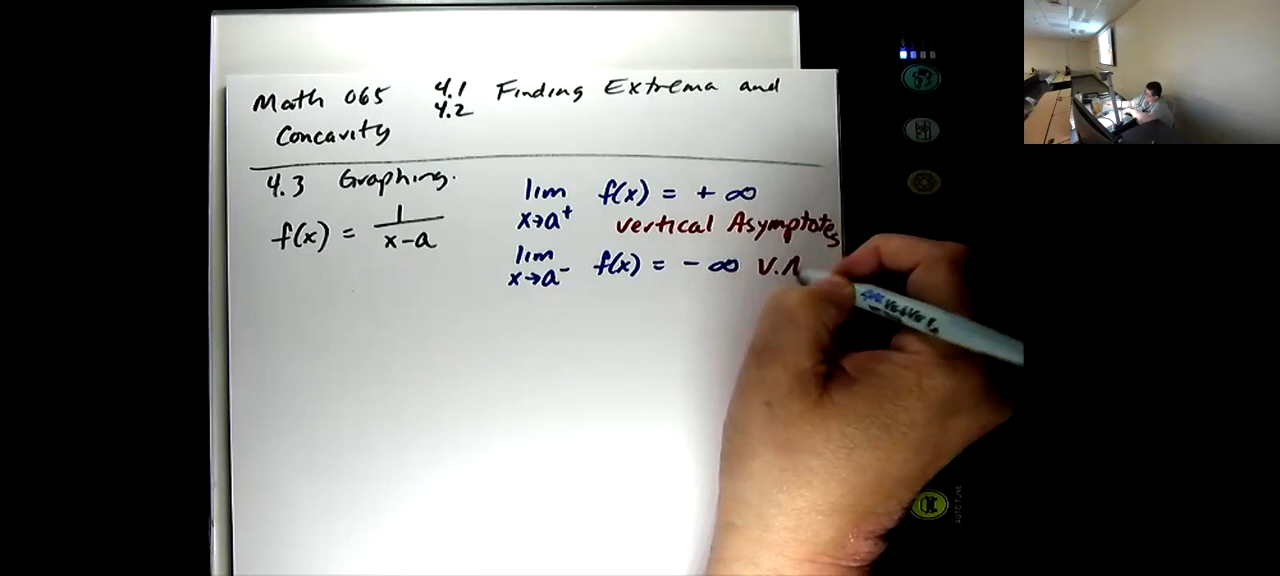 Math 065 4.1 Finding Extrema and
4.2
Concavity
4.3 Graphing.
f(x) = 1/(x-a)
lim x→a⁺ f(x) = + ∞
vertical Asymptotes
lim x→a⁻ f(x) = - ∞ V.A